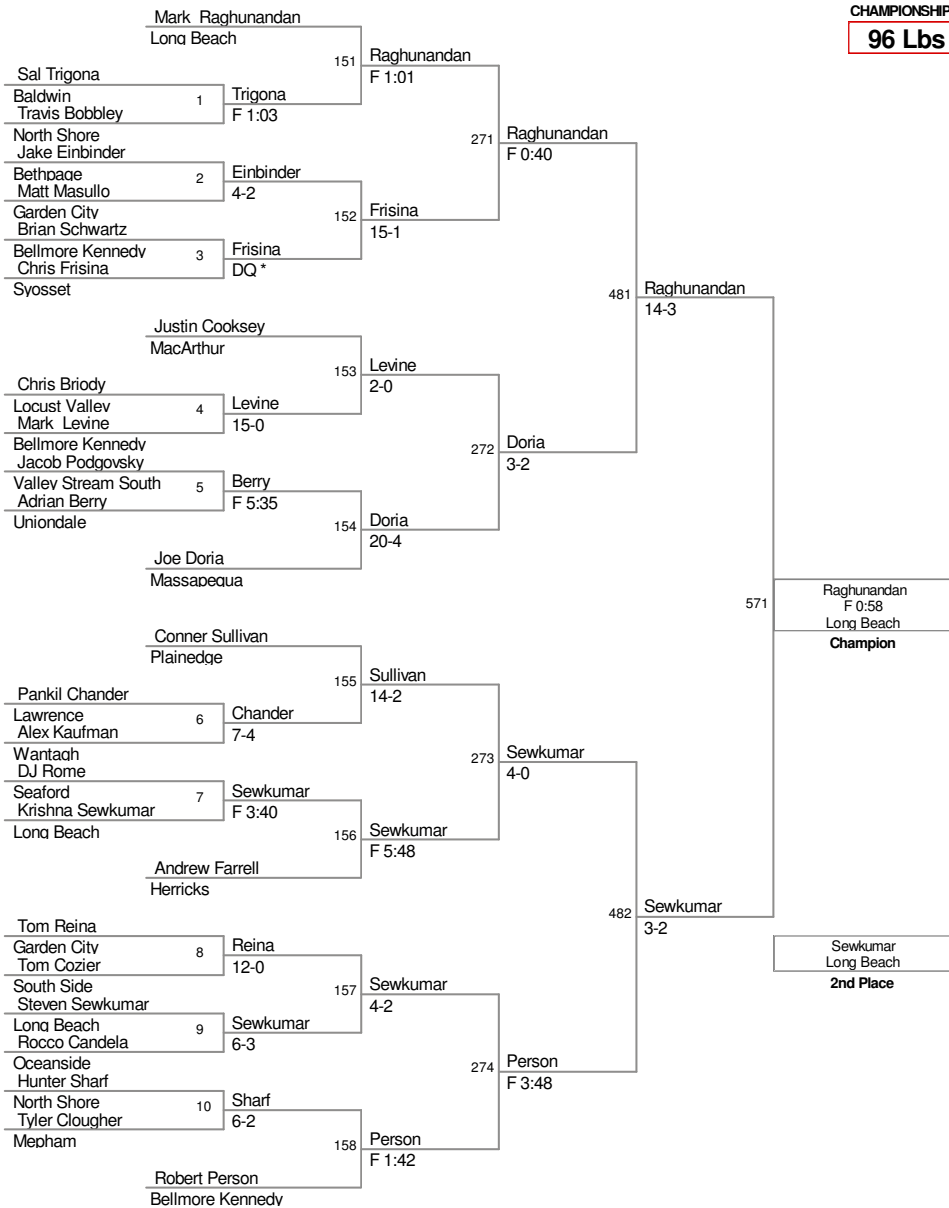 CHAMPIONSHIP
96 Lbs
Mark Raghunandan
Long Beach
151
Raghunandan
F 1:01
Sal Trigona
Baldwin
1
Trigona
F 1:03
Travis Bobbley
North Shore
271
Raghunandan
F 0:40
Jake Einbinder
Bethpage
2
Einbinder
4-2
Matt Masullo
Garden City
152
Frisina
15-1
Brian Schwartz
Bellmore Kennedy
3
Frisina
DQ *
Chris Frisina
Syosset
481
Raghunandan
14-3
Justin Cooksey
MacArthur
153
Levine
2-0
Chris Briody
Locust Valley
4
Levine
15-0
Mark Levine
Bellmore Kennedy
272
Doria
3-2
Jacob Podgovsky
Valley Stream South
5
Berry
F 5:35
Adrian Berry
Uniondale
154
Doria
20-4
Joe Doria
Massapequa
571
Raghunandan
F 0:58
Long Beach
Champion
Conner Sullivan
Plainedge
155
Sullivan
14-2
Pankil Chander
Lawrence
6
Chander
7-4
Alex Kaufman
Wantagh
273
Sewkumar
4-0
DJ Rome
Seaford
7
Sewkumar
F 3:40
Krishna Sewkumar
Long Beach
156
Sewkumar
F 5:48
Andrew Farrell
Herricks
482
Sewkumar
3-2
Tom Reina
Garden City
8
Reina
12-0
Tom Cozier
South Side
157
Sewkumar
4-2
Steven Sewkumar
Long Beach
9
Sewkumar
6-3
Rocco Candela
Oceanside
274
Person
F 3:48
Hunter Sharf
North Shore
10
Sharf
6-2
Tyler Clougher
Mepham
158
Person
F 1:42
Robert Person
Bellmore Kennedy
Sewkumar
Long Beach
2nd Place